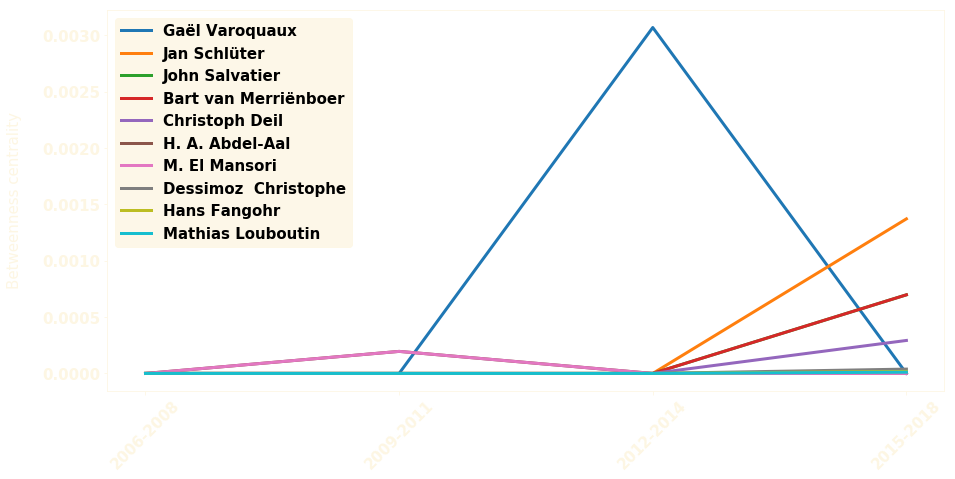 Gaël Varoquaux
Jan Schlüter
John Salvatier
Bart van Merriënboer
Christoph Deil
H. A. Abdel-Aal
M. El Mansori
Dessimoz  Christophe
Hans Fangohr
Mathias Louboutin
Betweenness centrality
0.0030
0.0025
0.0020
0.0015
0.0010
0.0005
0.0000
2006-2008
2009-2011
2012-2014
2015-2018